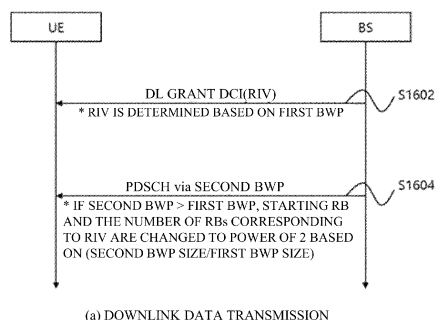 UE
BS
DL GRANT DCI(RIV)
S1602
* RIV IS DETERMINED BASED ON FIRST BWP
PDSCH via SECOND BWP
S1604
* IF SECOND BWP > FIRST BWP, STARTING RB
AND THE NUMBER OF RBs CORRESPONDING
TO RIV ARE CHANGED TO POWER OF 2 BASED
ON (SECOND BWP SIZE/FIRST BWP SIZE)
(a) DOWNLINK DATA TRANSMISSION